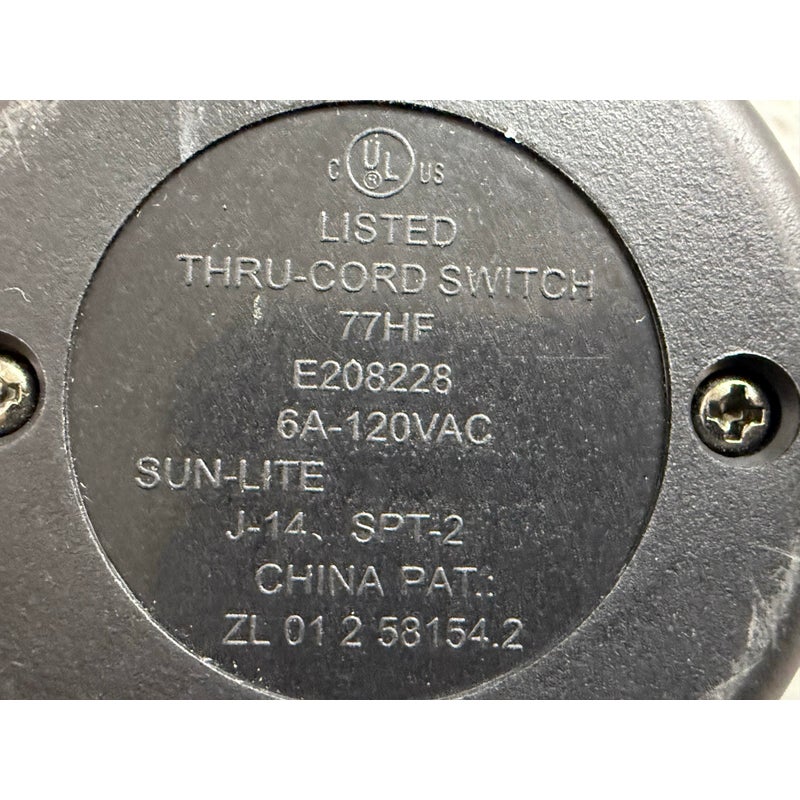 C UL ® US
LISTED
THRU-CORD SWITCH
77HF
E208228
6A-120VAC
SUN-LITE
J-14、SPT-2
CHINA PAT.:
ZL 01 2 58154.2